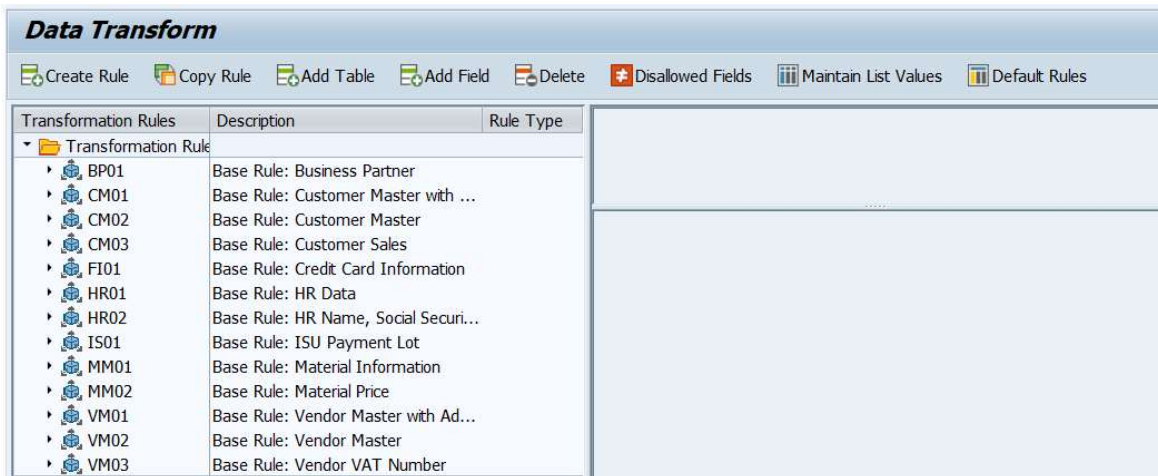 Data Transform
Create Rule Copy Rule Add Table Add Field Delete Disallowed Fields Maintain List Values Default Rules
Transformation Rules Description Rule Type
Transformation Rule
BP01 Base Rule: Business Partner
CM01 Base Rule: Customer Master with ...
CM02 Base Rule: Customer Master
CM03 Base Rule: Customer Sales
FI01 Base Rule: Credit Card Information
HR01 Base Rule: HR Data
HR02 Base Rule: HR Name, Social Securi...
IS01 Base Rule: ISU Payment Lot
MM01 Base Rule: Material Information
MM02 Base Rule: Material Price
VM01 Base Rule: Vendor Master with Ad...
VM02 Base Rule: Vendor Master
VM03 Base Rule: Vendor VAT Number